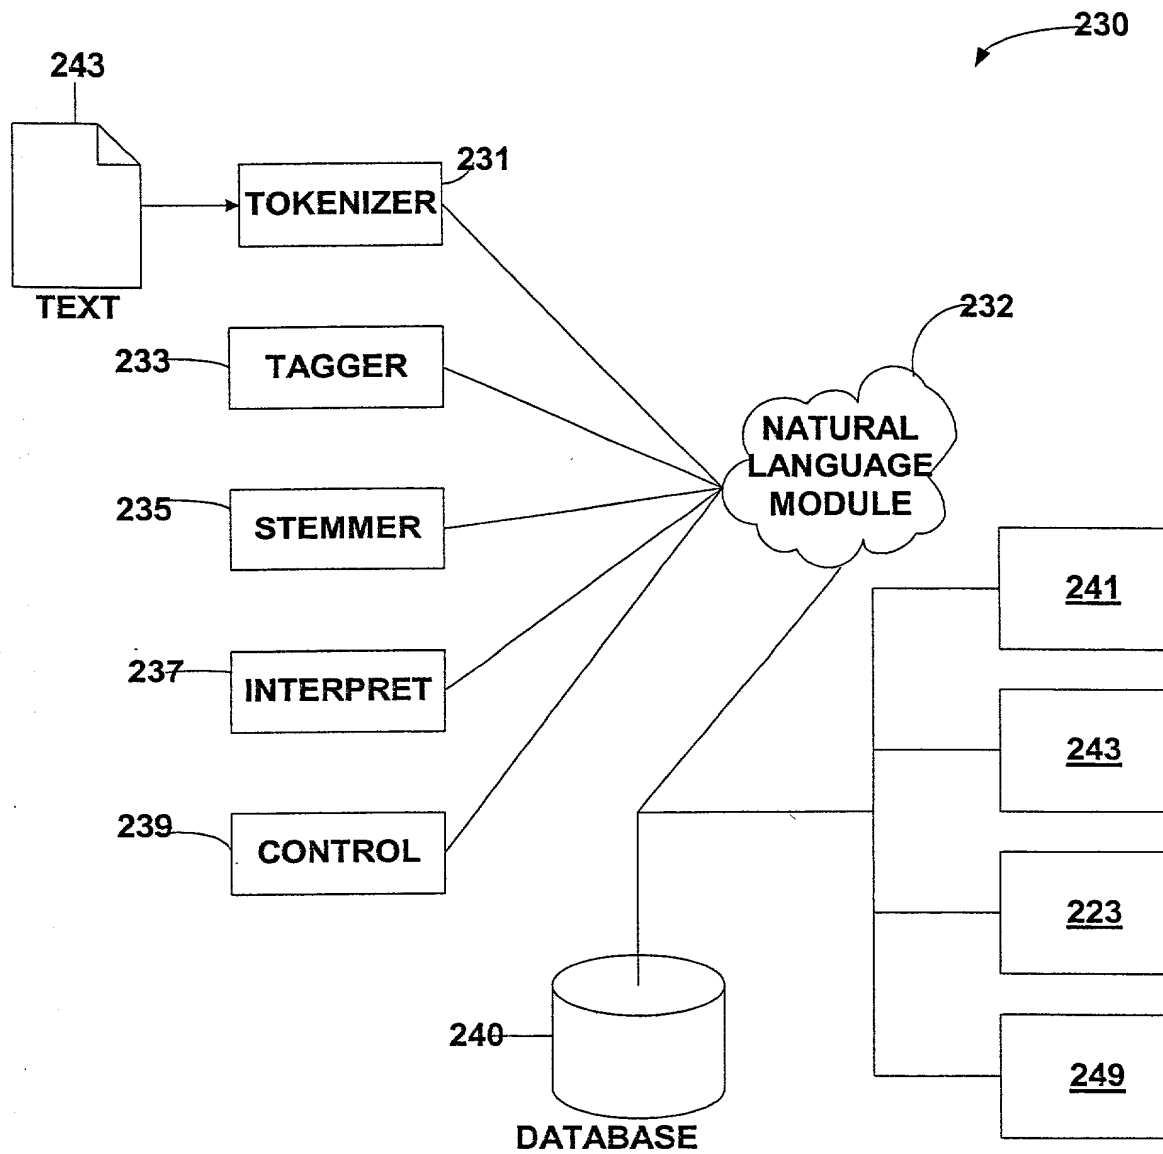 230
243
231
TOKENIZER
TEXT
232
233
TAGGER
NATURAL
LANGUAGE
MODULE
235
STEMMER
241
237
INTERPRET
243
239
CONTROL
223
240
249
DATABASE